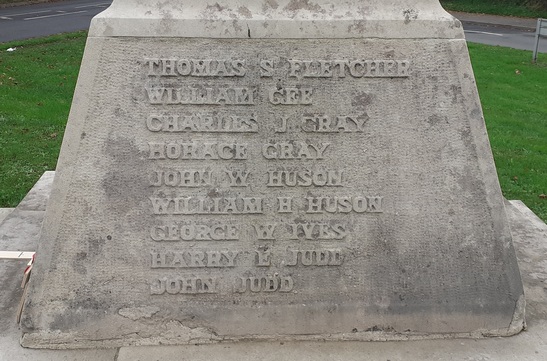 THOMAS S. FLETCHER
WILLIAM GEE
CHARLES J. GRAY
HORACE GRAY
JOHN W. HUSON
WILLIAM H. HUSON
GEORGE W. IVES
HARRY E. JUDD
JOHN JUDD